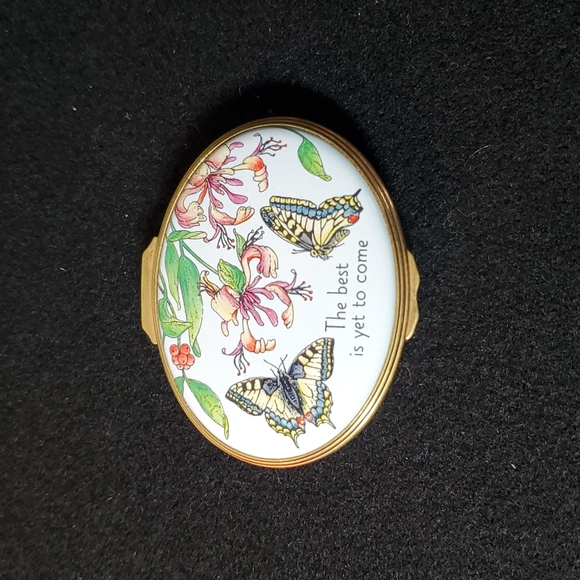 The best
is yet to come